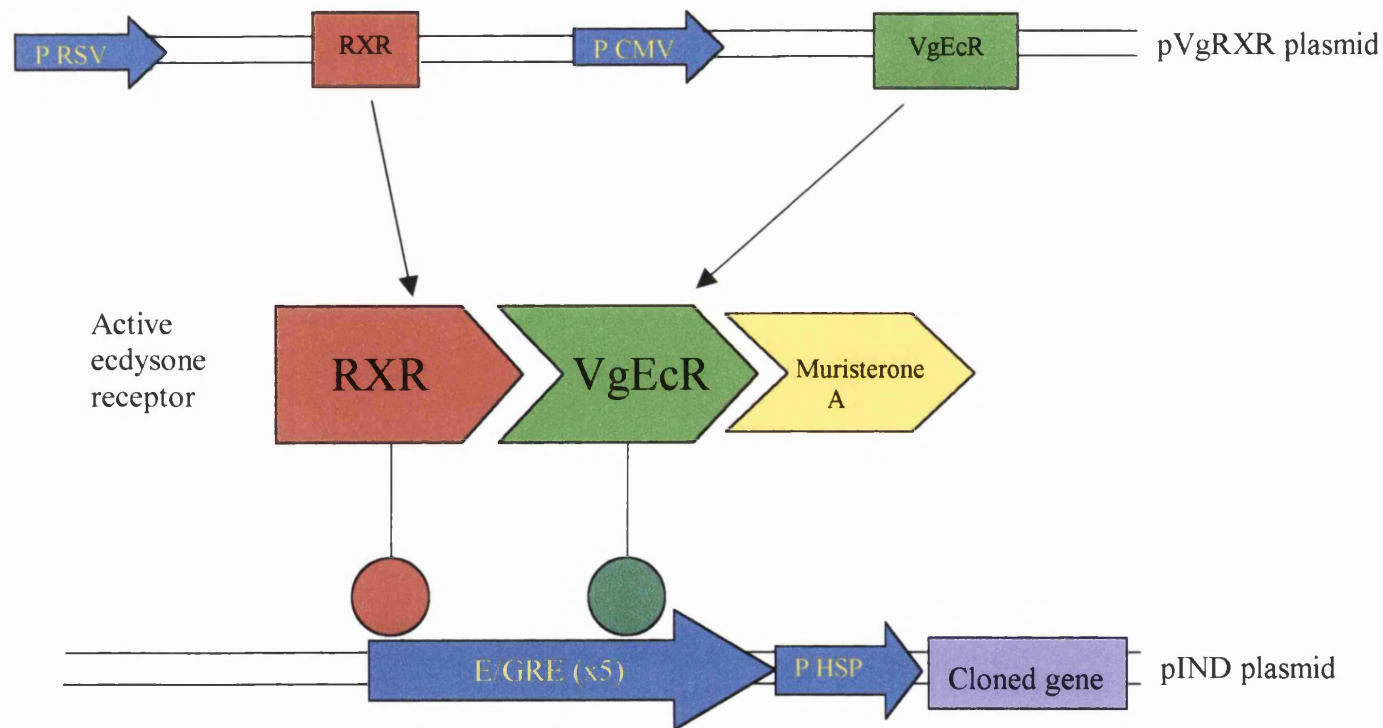 P RSV
RXR
P CMV
VgEcR
pVgRXR plasmid
Active
ecdysone
receptor
RXR
VgEcR
Muristerone
A
E/GRE (x5)
P HSP
Cloned gene
pIND plasmid